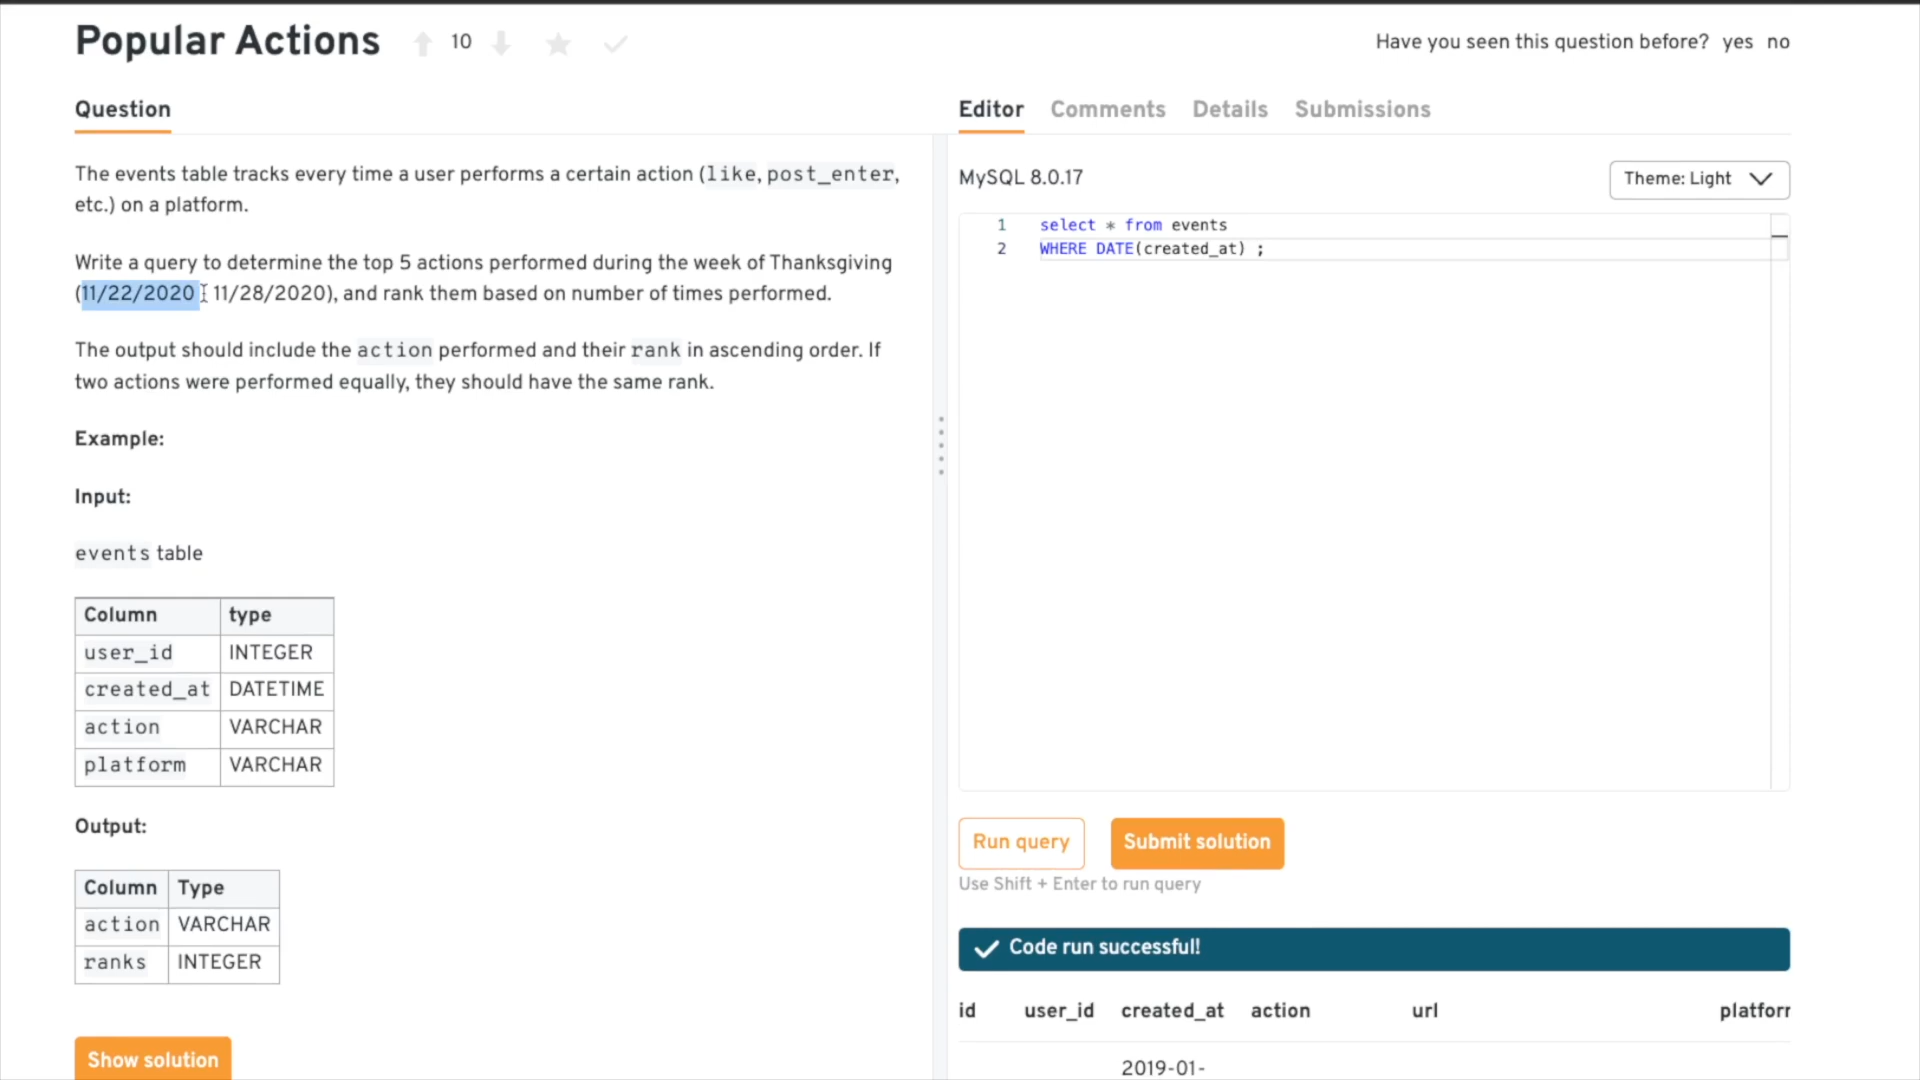 Popular Actions
10
Have you seen this question before? yes no
Question
The events table tracks every time a user performs a certain action (like, post_enter,
etc.) on a platform.
Write a query to determine the top 5 actions performed during the week of Thanksgiving
(11/22/2020 11/28/2020), and rank them based on number of times performed.
The output should include the action performed and their rank in ascending order. If
two actions were performed equally, they should have the same rank.
Example:
Input:
events table
Column type
user_id INTEGER
created_at DATETIME
action VARCHAR
platform VARCHAR
Output:
Column Type
action VARCHAR
ranks INTEGER
Show solution
Editor Comments Details Submissions
MySQL 8.0.17
Theme: Light
1 select * from events
2 WHERE DATE(created_at) ;
Run query Submit solution
Use Shift + Enter to run query
Code run successful!
id user_id created_at action url
2019-01-